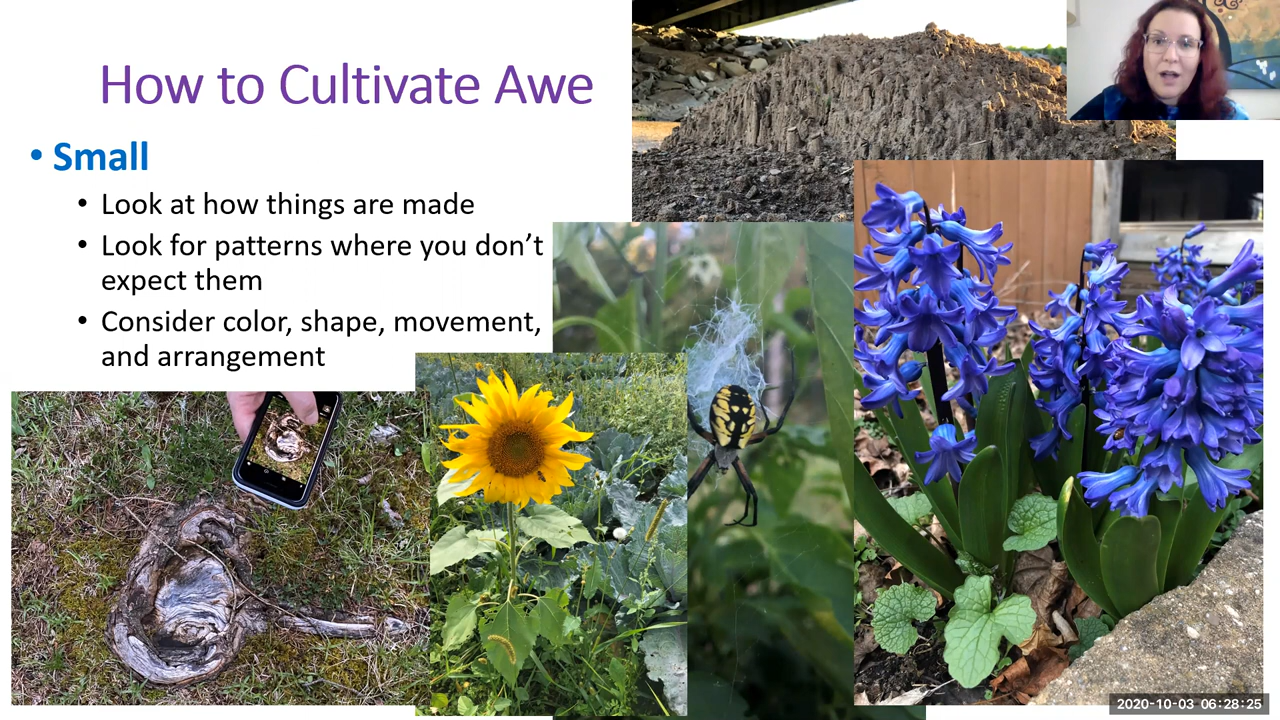 How to Cultivate Awe
• Small
• Look at how things are made
• Look for patterns where you don’t
expect them
• Consider color, shape, movement,
and arrangement
2020-10-03 06:28:25